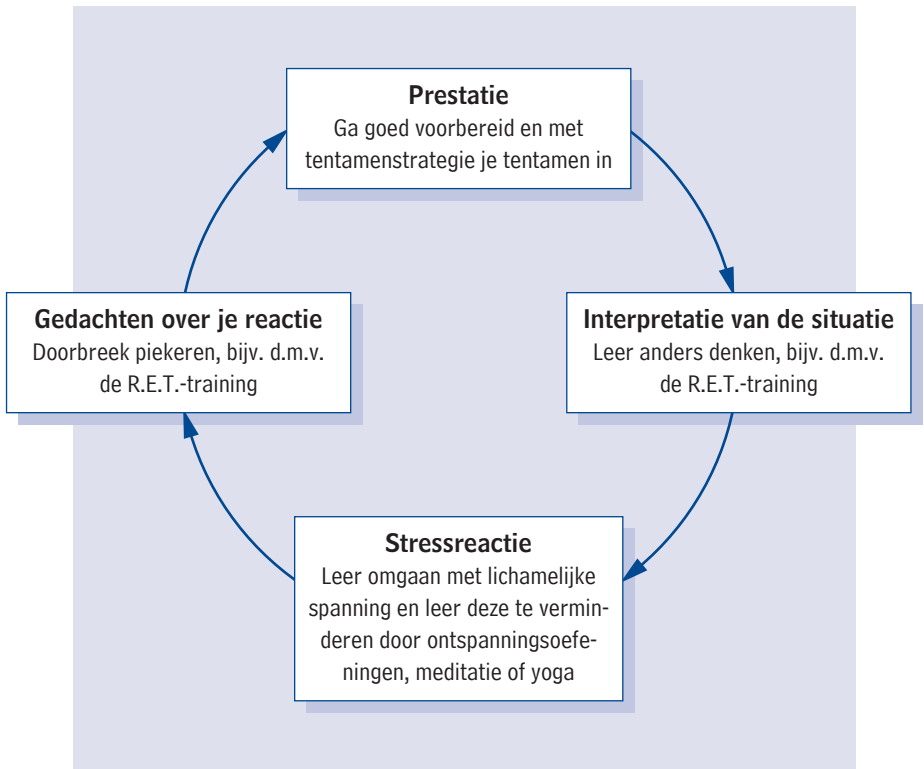 Prestatie
Ga goed voorbereid en met
tentamenstrategie je tentamen in
Gedachten over je reactie
Doorbreek piekeren, bijv. d.m.v.
de R.E.T.-training
Interpretatie van de situatie
Leer anders denken, bijv. d.m.v.
de R.E.T.-training
Stressreactie
Leer omgaan met lichamelijke
spanning en leer deze te vermin-
deren door ontspanningsoefe-
ningen, meditatie of yoga